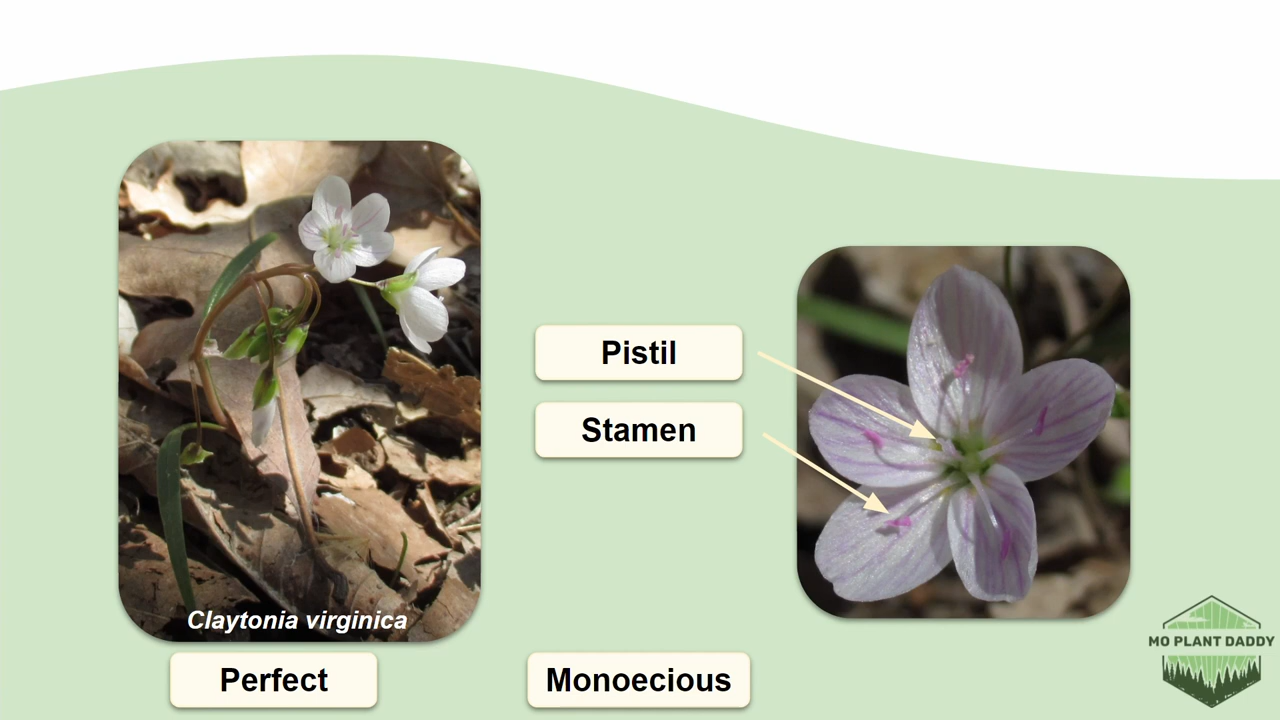 Pistil
Stamen
Claytonia virginica
Perfect
Monoecious
MO PLANT DADDY